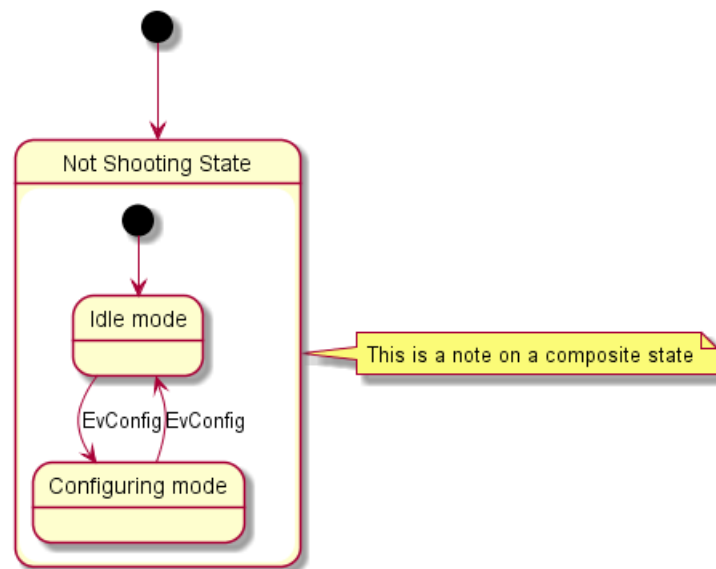 Not Shooting State
Idle mode
This is a note on a composite state
EvConfig EvConfig
Configuring mode